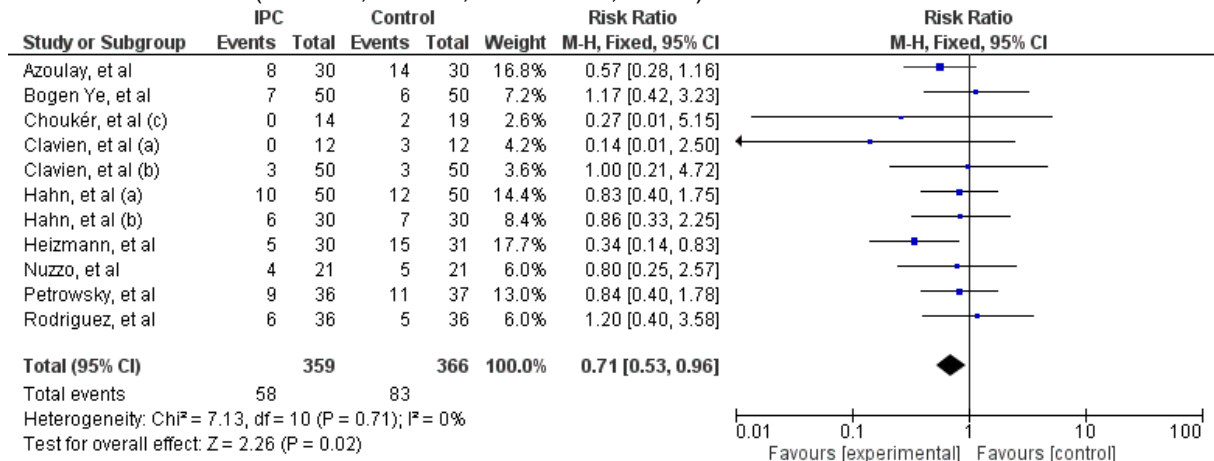 IPC Control Risk Ratio Risk Ratio
Study or Subgroup Events Total Events Total Weight M-H, Fixed, 95% CI M-H, Fixed, 95% CI
Azoulay, et al 8 30 14 30 16.8% 0.57 [0.28, 1.16]
Bogen Ye, et al 7 50 6 50 7.2% 1.17 [0.42, 3.23]
Choukér, et al (c) 0 14 2 19 2.6% 0.27 [0.01, 5.15]
Clavien, et al (a) 0 12 3 12 4.2% 0.14 [0.01, 2.50]
Clavien, et al (b) 3 50 3 50 3.6% 1.00 [0.21, 4.72]
Hahn, et al (a) 10 50 12 50 14.4% 0.83 [0.40, 1.75]
Hahn, et al (b) 6 30 7 30 8.4% 0.86 [0.33, 2.25]
Heizmann, et al 5 30 15 31 17.7% 0.34 [0.14, 0.83]
Nuzzo, et al 4 21 5 21 6.0% 0.80 [0.25, 2.57]
Petrowsky, et al 9 36 11 37 13.0% 0.84 [0.40, 1.78]
Rodriguez, et al 6 36 5 36 6.0% 1.20 [0.40, 3.58]
Total (95% CI) 359 366 100.0% 0.71 [0.53, 0.96]
Total events 58 83
Heterogeneity: Chi² = 7.13, df = 10 (P = 0.71); I² = 0%
Test for overall effect: Z = 2.26 (P = 0.02)
0.01 0.1 1 10 100
Favours [experimental] Favours [control]